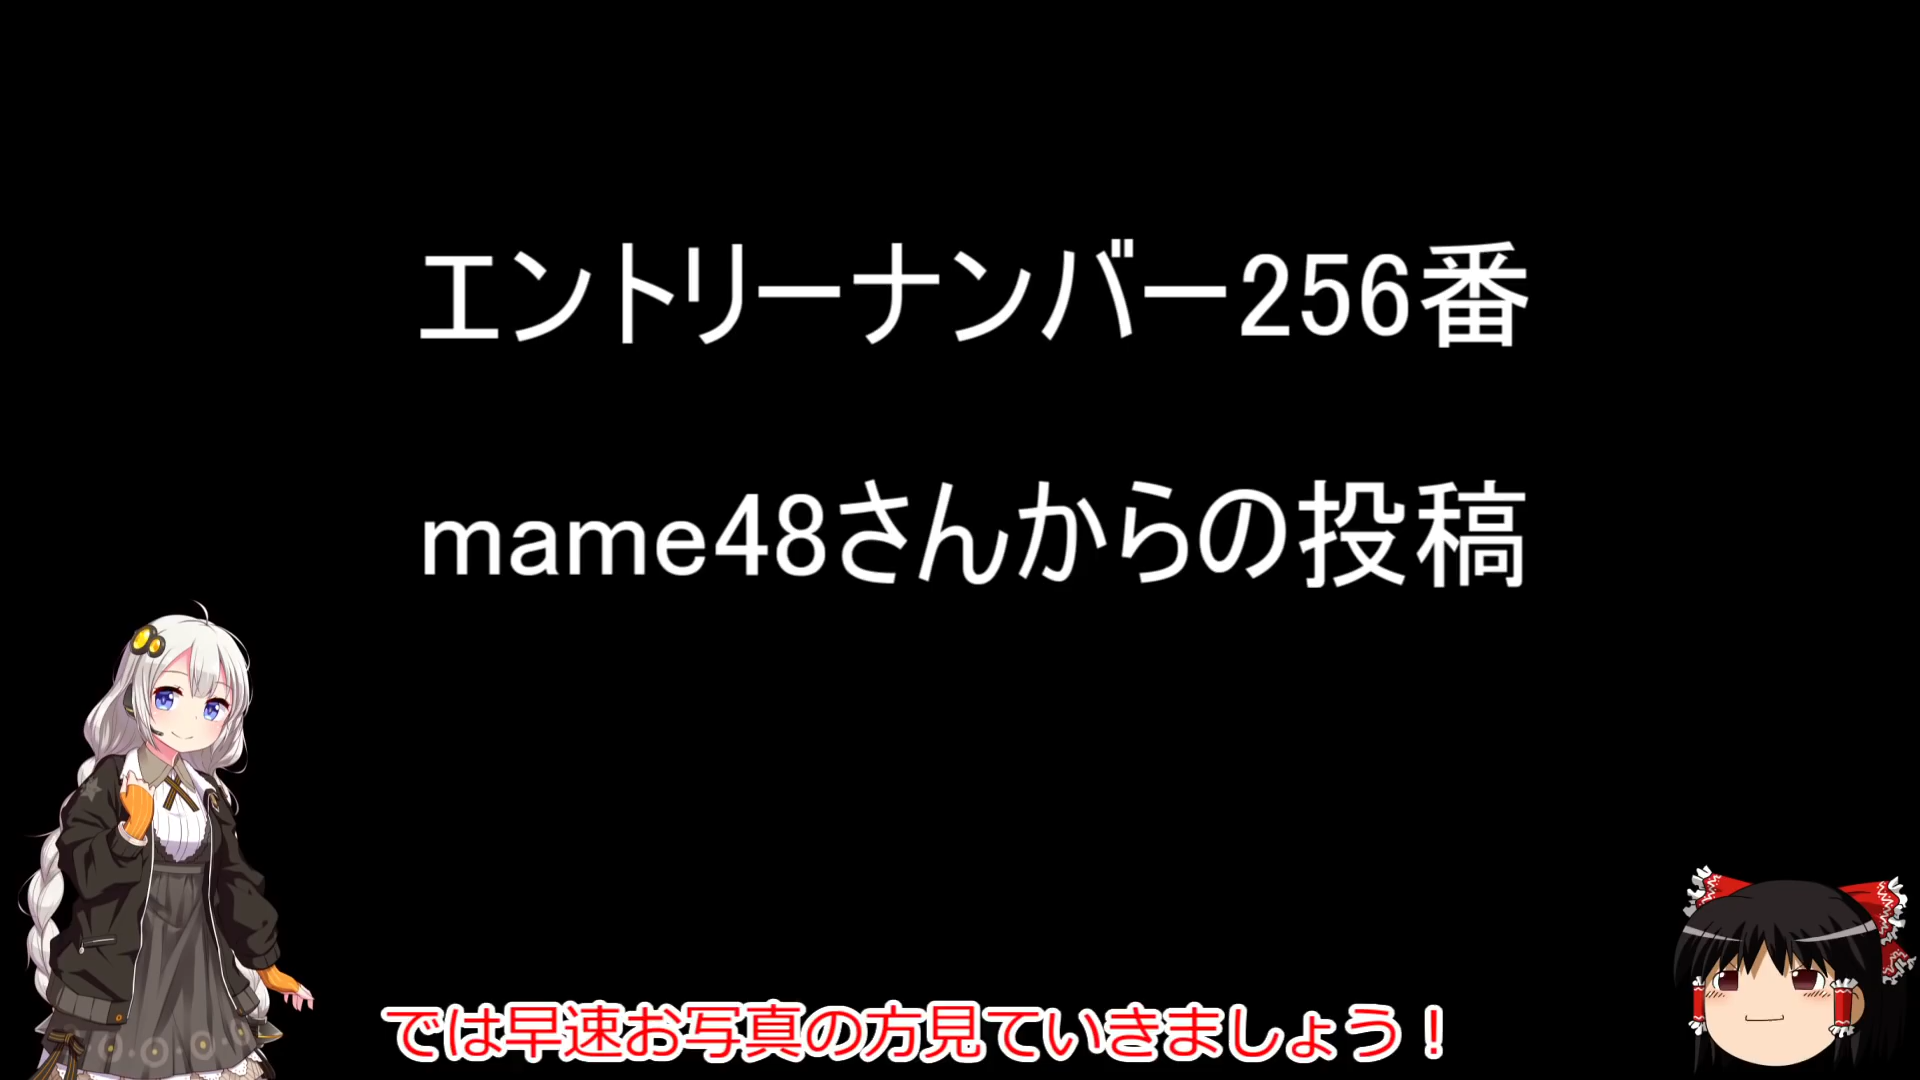 エントリーナンバー256番
mame48さんからの投稿
では早速お写真の方見ていきましょう！